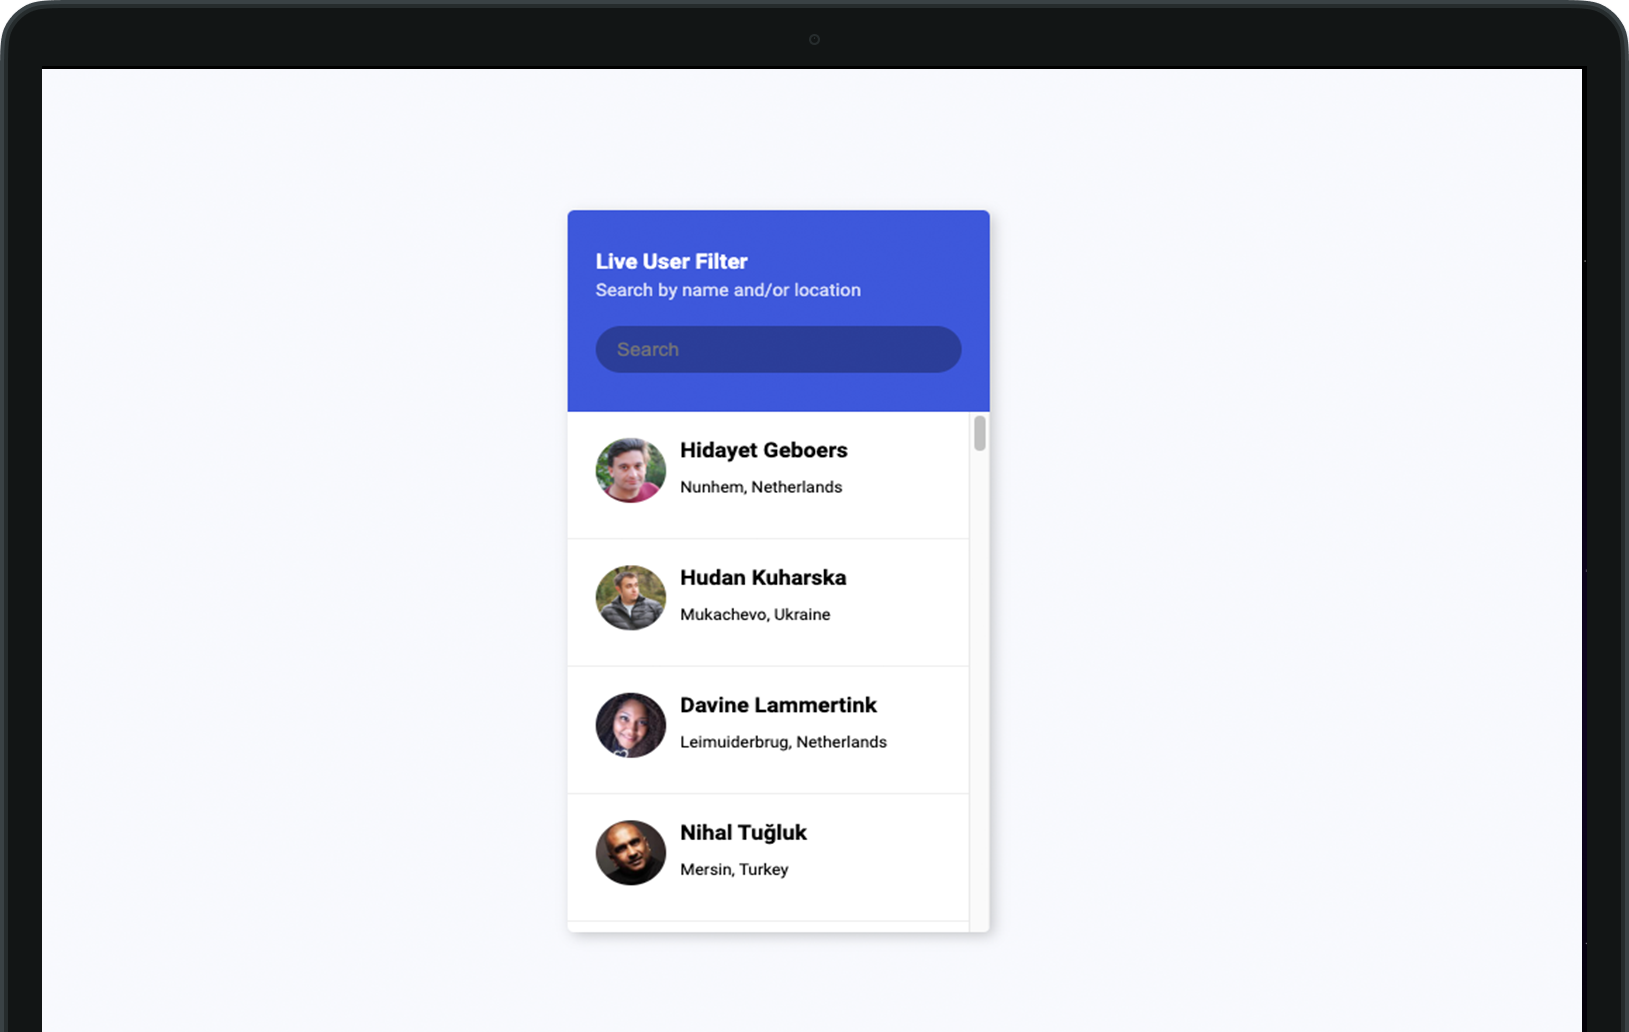 Live User Filter
Search by name and/or location
Search
Hidayet Geboers
Nunhem, Netherlands
Hudan Kuharska
Mukachevo, Ukraine
Davine Lammertink
Leimuiderbrug, Netherlands
Nihal Tuğluk
Mersin, Turkey